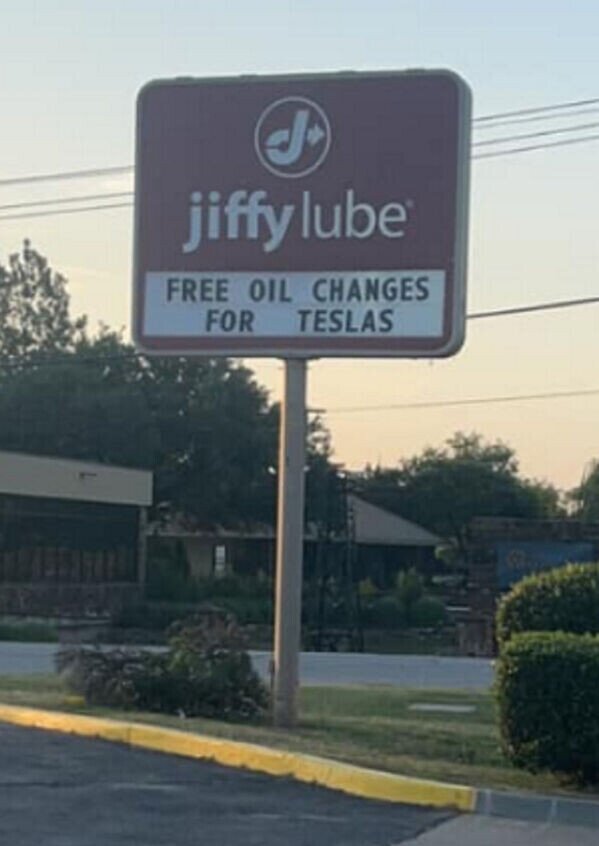 jiffy lube
FREE OIL CHANGES
FOR TESLAS